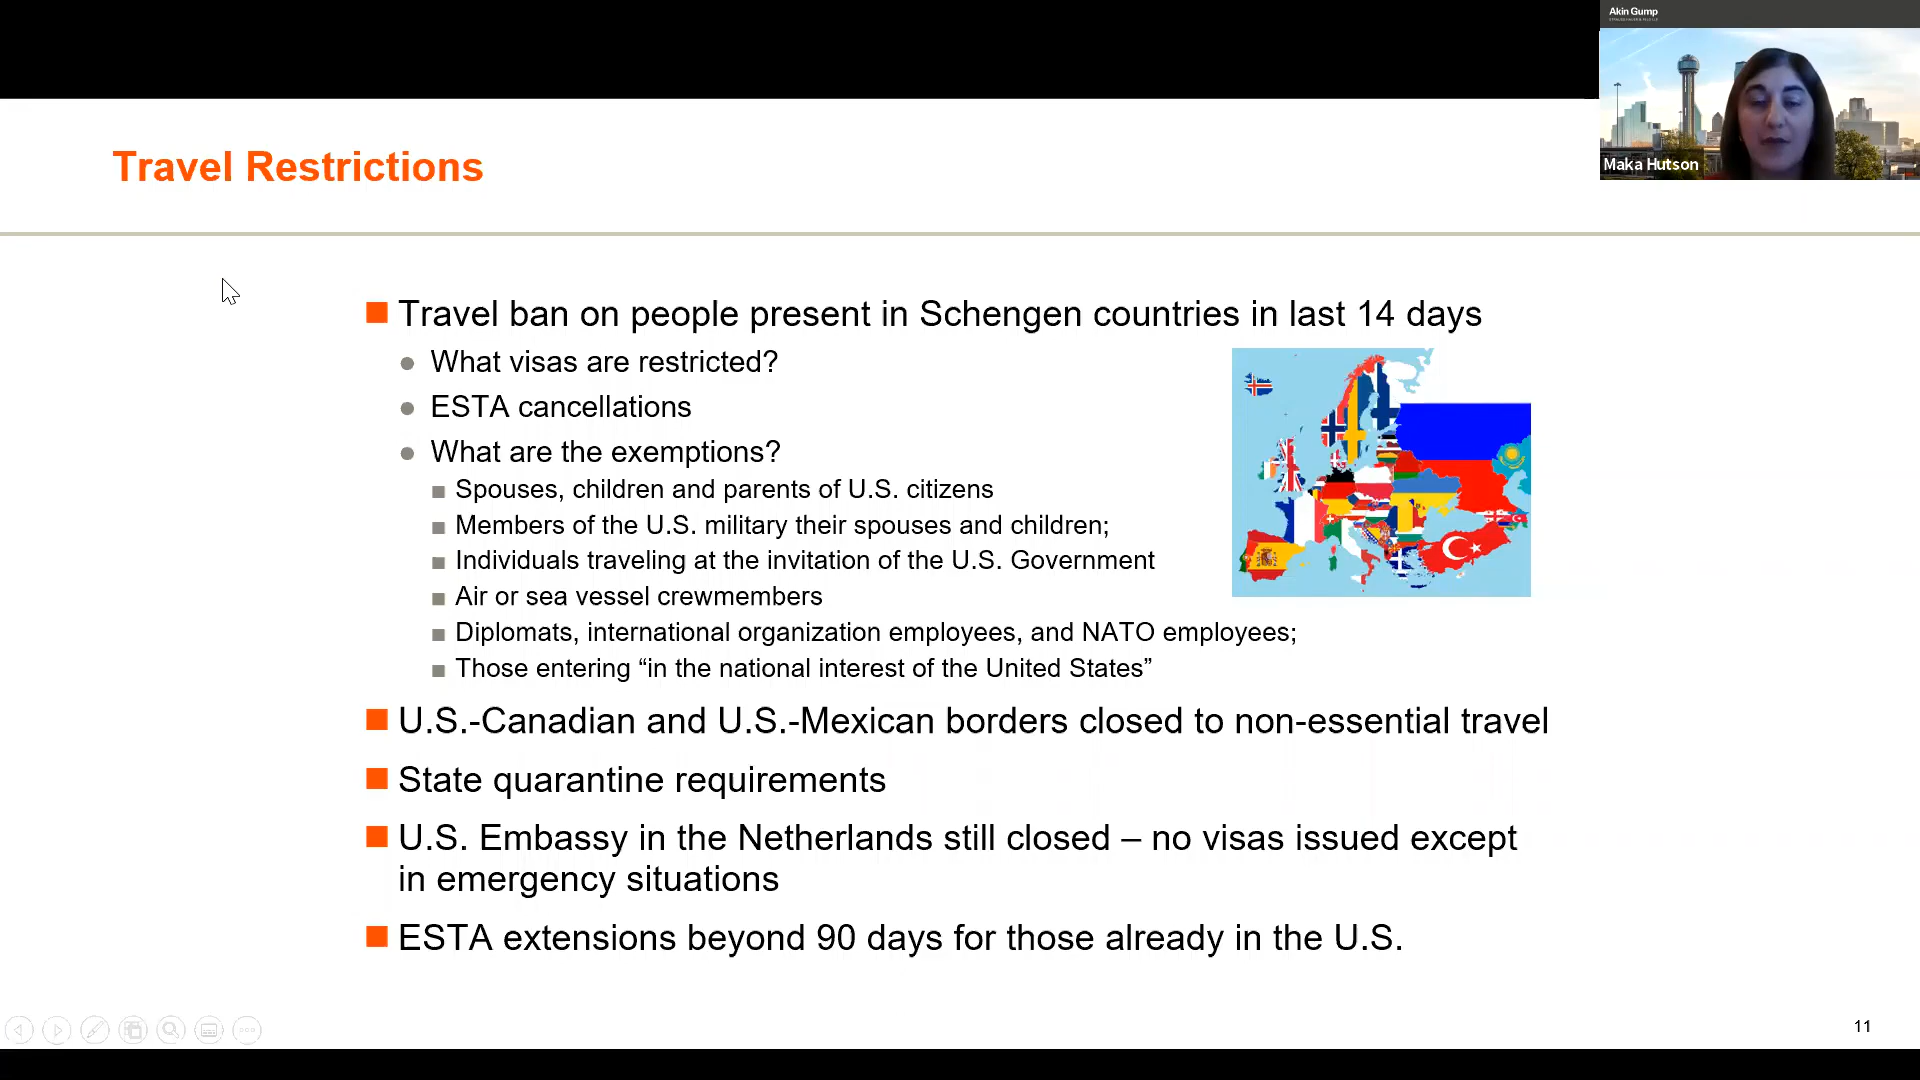 Akin Gump
Maka Hutson
Travel Restrictions
Travel ban on people present in Schengen countries in last 14 days
What visas are restricted?
ESTA cancellations
What are the exemptions?
Spouses, children and parents of U.S. citizens
Members of the U.S. military their spouses and children;
Individuals traveling at the invitation of the U.S. Government
Air or sea vessel crewmembers
Diplomats, international organization employees, and NATO employees;
Those entering “in the national interest of the United States”
U.S.-Canadian and U.S.-Mexican borders closed to non-essential travel
State quarantine requirements
U.S. Embassy in the Netherlands still closed – no visas issued except
in emergency situations
ESTA extensions beyond 90 days for those already in the U.S.
11